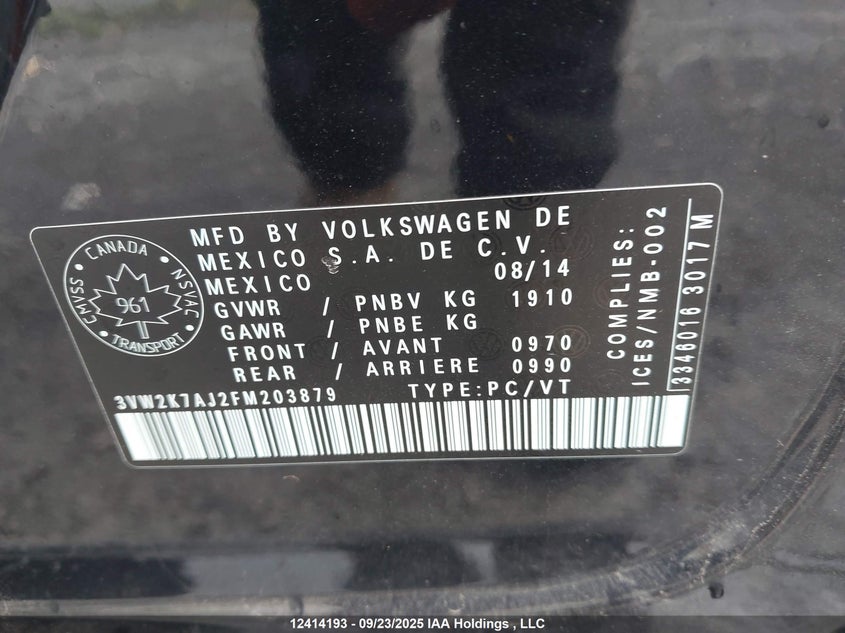 CANADA
CMVSS
NSVAC
961
TRANSPORT
MFD BY VOLKSWAGEN DE
MEXICO S.A. DE C.V.
MEXICO 08/14
GVWR / PNBV KG 1910
GAWR / PNBE KG
FRONT / AVANT 0970
REAR / ARRIERE 0990
3VW2K7AJ2FM203879 TYPE:PC/VT
COMPLIES:
ICES/NMB-002
3346016 3017 M
12414193 - 09/23/2025 IAA Holdings , LLC